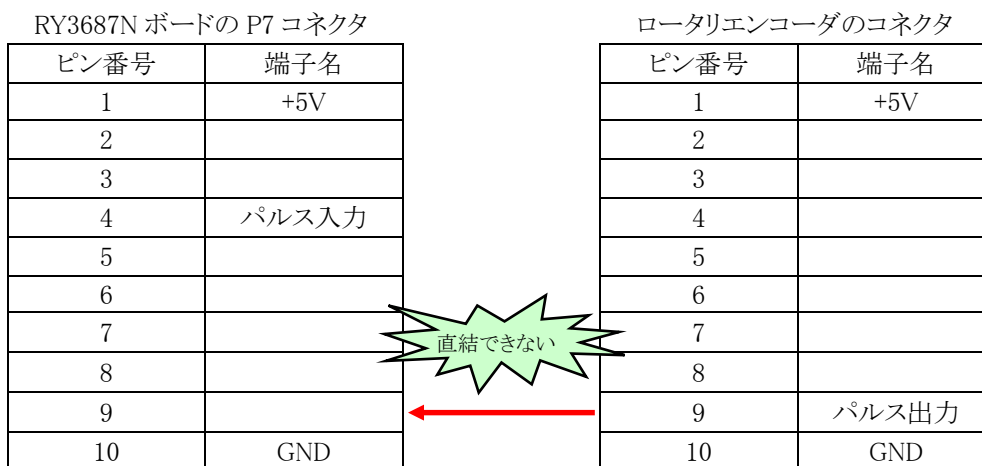 RY3687N ボードの P7 コネクタ
ピン番号 端子名
1 +5V
2
3
4 パルス入力
5
6
7
8
9
10 GND
直結できない
ロータリエンコーダのコネクタ
ピン番号 端子名
1 +5V
2
3
4
5
6
7
8
9 パルス出力
10 GND